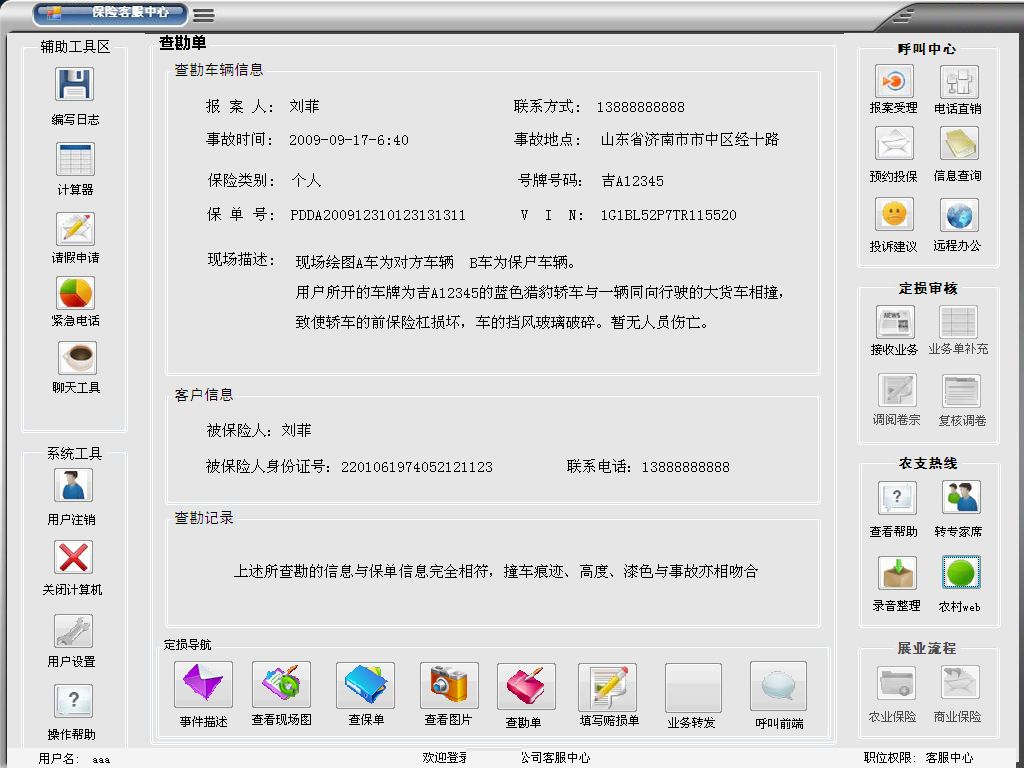 保险客服中心
辅助工具区
编写日志
计算器
请假申请
紧急电话
聊天工具
系统工具
用户注销
关闭计算机
用户设置
操作帮助
查勘单
查勘车辆信息
报 案 人: 刘菲 联系方式: 13888888888
事故时间: 2009-09-17-6:40 事故地点: 山东省济南市市中区经十路
保险类别: 个人 号牌号码: 吉A12345
保 单 号: PDDA200912310123131311 V I N: 1G1BL52P7TR115520
现场描述: 现场绘图A车为对方车辆 B车为保户车辆。
用户所开的车牌为吉A12345的蓝色猎豹轿车与一辆同向行驶的大货车相撞,
致使轿车的前保险杠损坏, 车的挡风玻璃破碎。暂无人员伤亡。
客户信息
被保险人: 刘菲
被保险人身份证号: 2201061974052121123 联系电话: 13888888888
查勘记录
上述所查勘的信息与保单信息完全相符, 撞车痕迹、高度、漆色与事故亦相吻合
定损导航
事件描述 查看现场图 查保单 查看图片 查勘单 填写赔损单 业务转发 呼叫前端
呼叫中心
报案受理 电话直销
预约投保 信息查询
投诉建议 远程办公
定损审核
NEWS
接收业务 业务单补充
调阅卷宗 复核调卷
农支热线
查看帮助 转专家席
录音整理 农村web
展业流程
农业保险 商业保险
用户名: aaa 欢迎登录 公司客服中心 职位权限: 客服中心